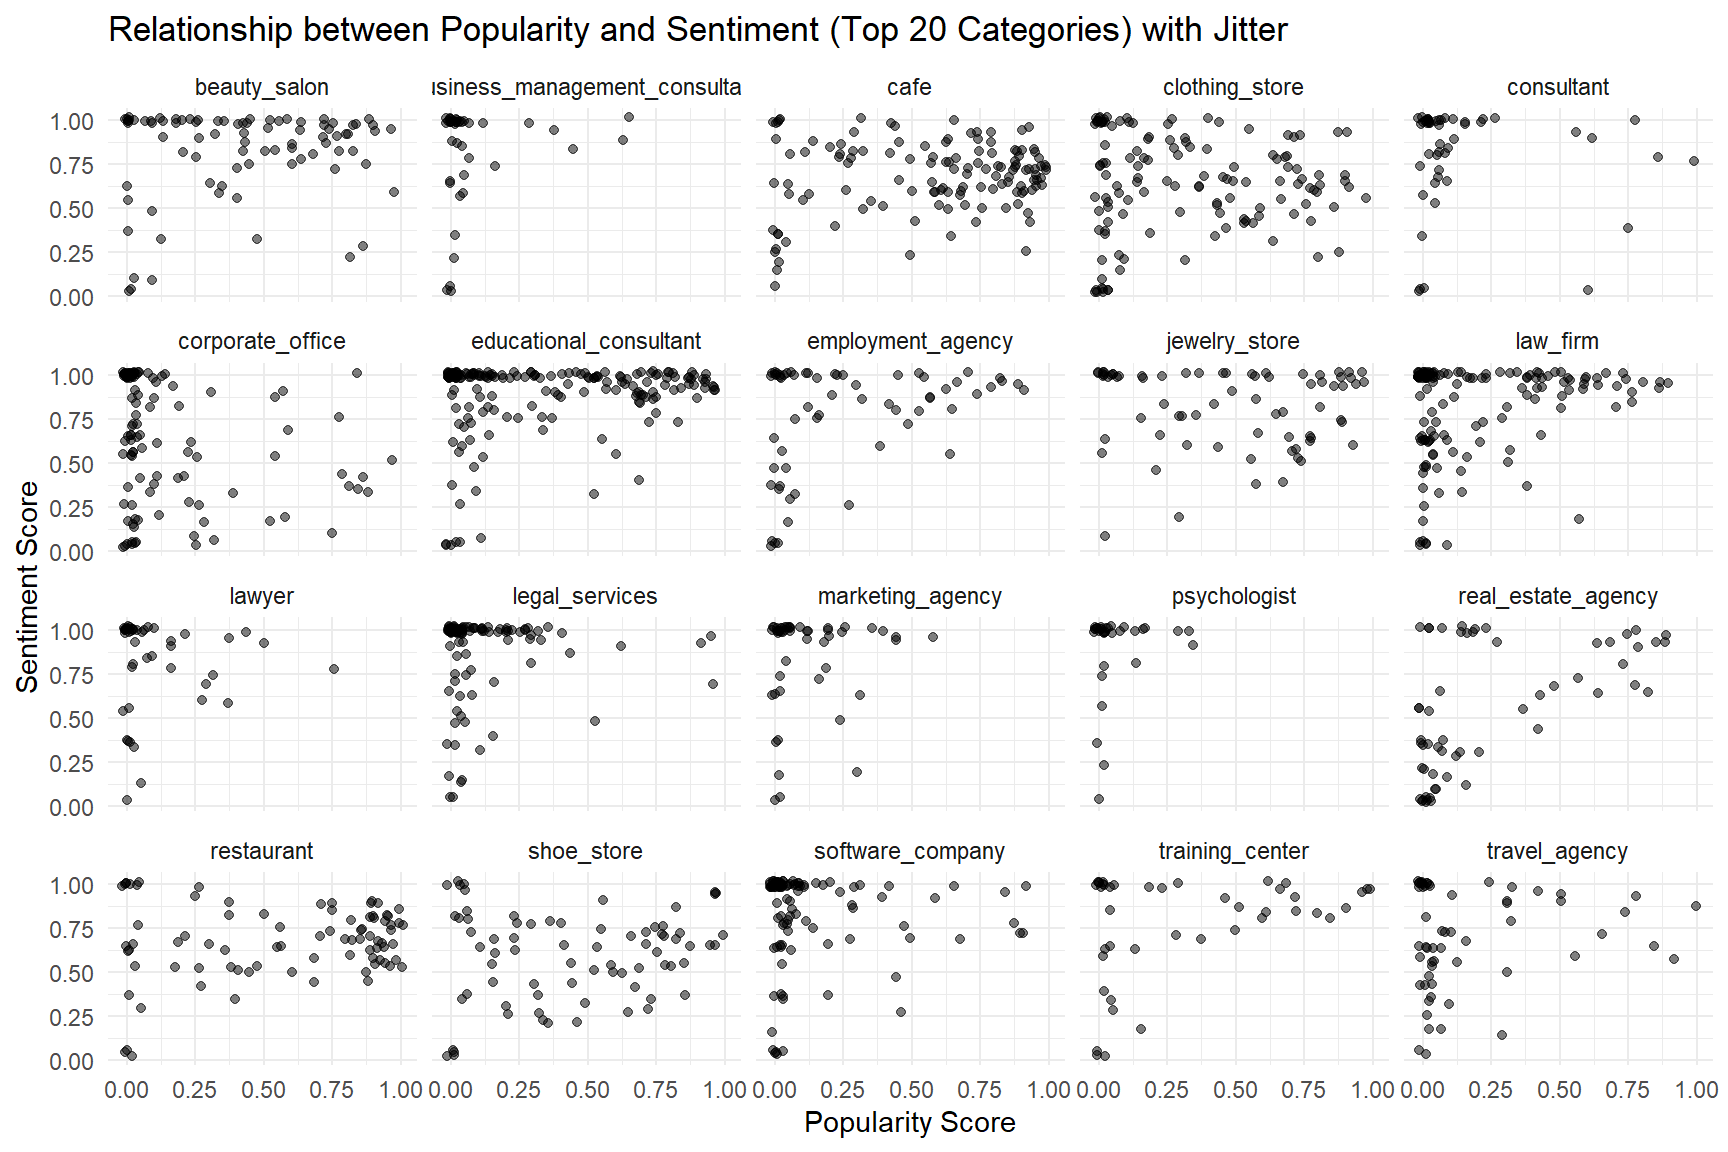 Relationship between Popularity and Sentiment (Top 20 Categories) with Jitter
beauty_salon
usiness_management_consulta
cafe
clothing_store
consultant
1.00
0.75
0.50
0.25
0.00
corporate_office
educational_consultant
employment_agency
jewelry_store
law_firm
1.00
0.75
0.50
0.25
0.00
Sentiment Score
lawyer
legal_services
marketing_agency
psychologist
real_estate_agency
1.00
0.75
0.50
0.25
0.00
restaurant
shoe_store
software_company
training_center
travel_agency
1.00
0.75
0.50
0.25
0.00
0.00 0.25 0.50 0.75 1.00
0.00 0.25 0.50 0.75 1.00
0.00 0.25 0.50 0.75 1.00
0.00 0.25 0.50 0.75 1.00
0.00 0.25 0.50 0.75 1.00
Popularity Score